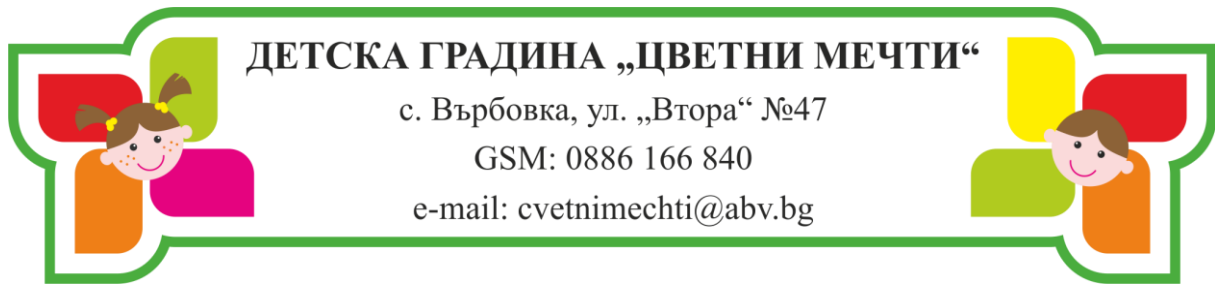 ДЕТСКА ГРАДИНА „ЦВЕТНИ МЕЧТИ“
с. Върбовка, ул. „Втора“ №47
GSM: 0886 166 840
e-mail: cvetnimechti@abv.bg